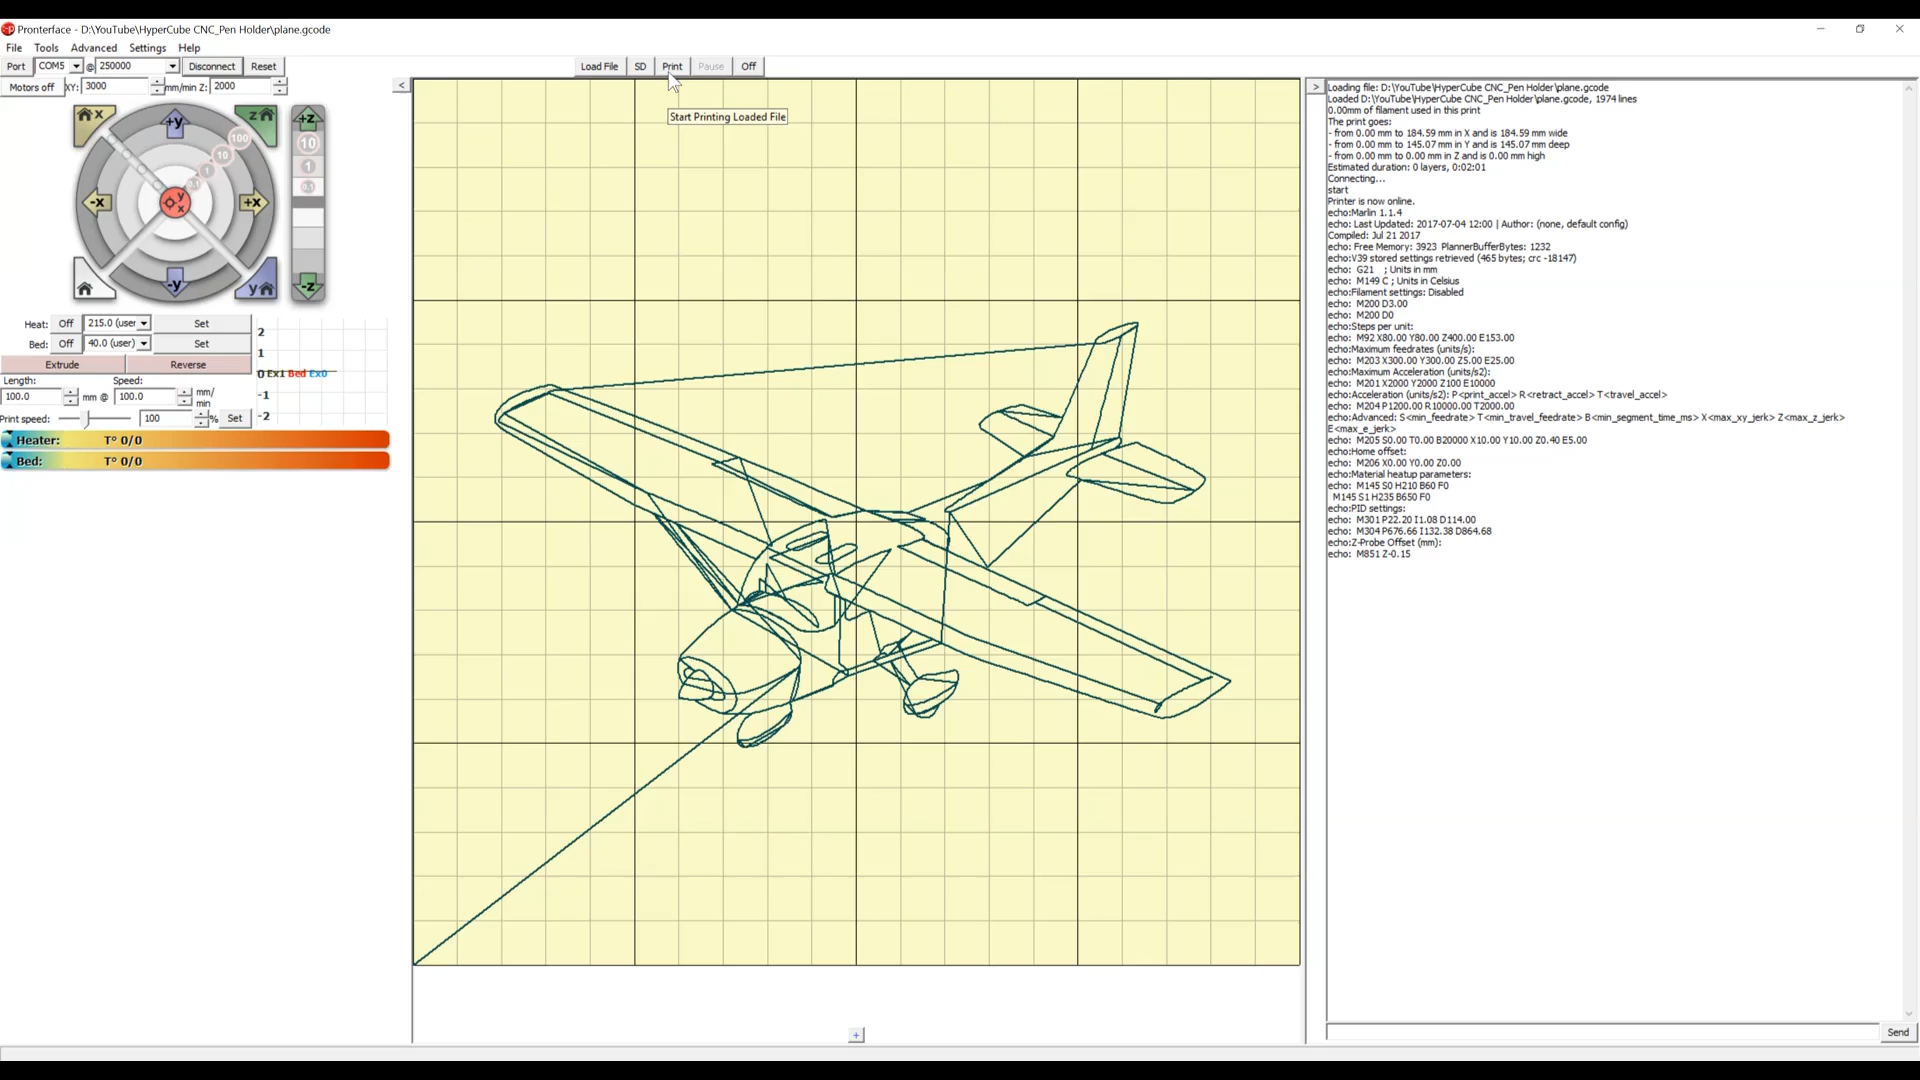 Pronterface - D:\YouTube\HyperCube CNC_Pen Holder\plane.gcode
File Tools Advanced Settings Help
Port COM5 @ 250000 Disconnect Reset Load File SD Print Pause Off
Motors off XY: 3000 mm/min Z: 2000 < >
Start Printing Loaded File
x z +y +z
100 10 1 0.1
10 1 0.1
-x y x +x
-y y -z
Heat: Off 215.0 (user Set
Bed: Off 40.0 (user) Set
Extrude Reverse
Length: Speed:
100.0 mm @ 100.0 mm/
min
Print speed: 100 % Set
2
1
0 Ex1 Bed Ex0
-1
-2
Heater: T° 0/0
Bed: T° 0/0
+
Loading file: D:\YouTube\HyperCube CNC_Pen Holder\plane.gcode
Loaded D:\YouTube\HyperCube CNC_Pen Holder\plane.gcode, 1974 lines
0.00mm of filament used in this print
The print goes:
- from 0.00 mm to 184.59 mm in X and is 184.59 mm wide
- from 0.00 mm to 145.07 mm in Y and is 145.07 mm deep
- from 0.00 mm to 0.00 mm in Z and is 0.00 mm high
Estimated duration: 0 layers, 0:02:01
Connecting...
start
Printer is now online.
echo:Marlin 1.1.4
echo: Last Updated: 2017-07-04 12:00 | Author: (none, default config)
Compiled: Jul 21 2017
echo: Free Memory: 3923 PlannerBufferBytes: 1232
echo:V39 stored settings retrieved (465 bytes; crc -18147)
echo: G21 ; Units in mm
echo: M149 C ; Units in Celsius
echo:Filament settings: Disabled
echo: M200 D3.00
echo: M200 D0
echo:Steps per unit:
echo: M92 X80.00 Y80.00 Z400.00 E153.00
echo:Maximum feedrates (units/s):
echo: M203 X300.00 Y300.00 Z5.00 E25.00
echo:Maximum Acceleration (units/s2):
echo: M201 X2000 Y2000 Z100 E10000
echo:Acceleration (units/s2): P<print_accel> R<retract_accel> T<travel_accel>
echo: M204 P1200.00 R10000.00 T2000.00
echo:Advanced: S<min_feedrate> T<min_travel_feedrate> B<min_segment_time_ms> X<max_xy_jerk> Z<max_z_jerk>
E<max_e_jerk>
echo: M205 S0.00 T0.00 B20000 X10.00 Y10.00 Z0.40 E5.00
echo:Home offset:
echo: M206 X0.00 Y0.00 Z0.00
echo:Material heatup parameters:
echo: M145 S0 H210 B60 F0
M145 S1 H235 B650 F0
echo:PID settings:
echo: M301 P22.20 I1.08 D114.00
echo: M304 P676.66 I132.38 D864.68
echo:Z-Probe Offset (mm):
echo: M851 Z-0.15
Send